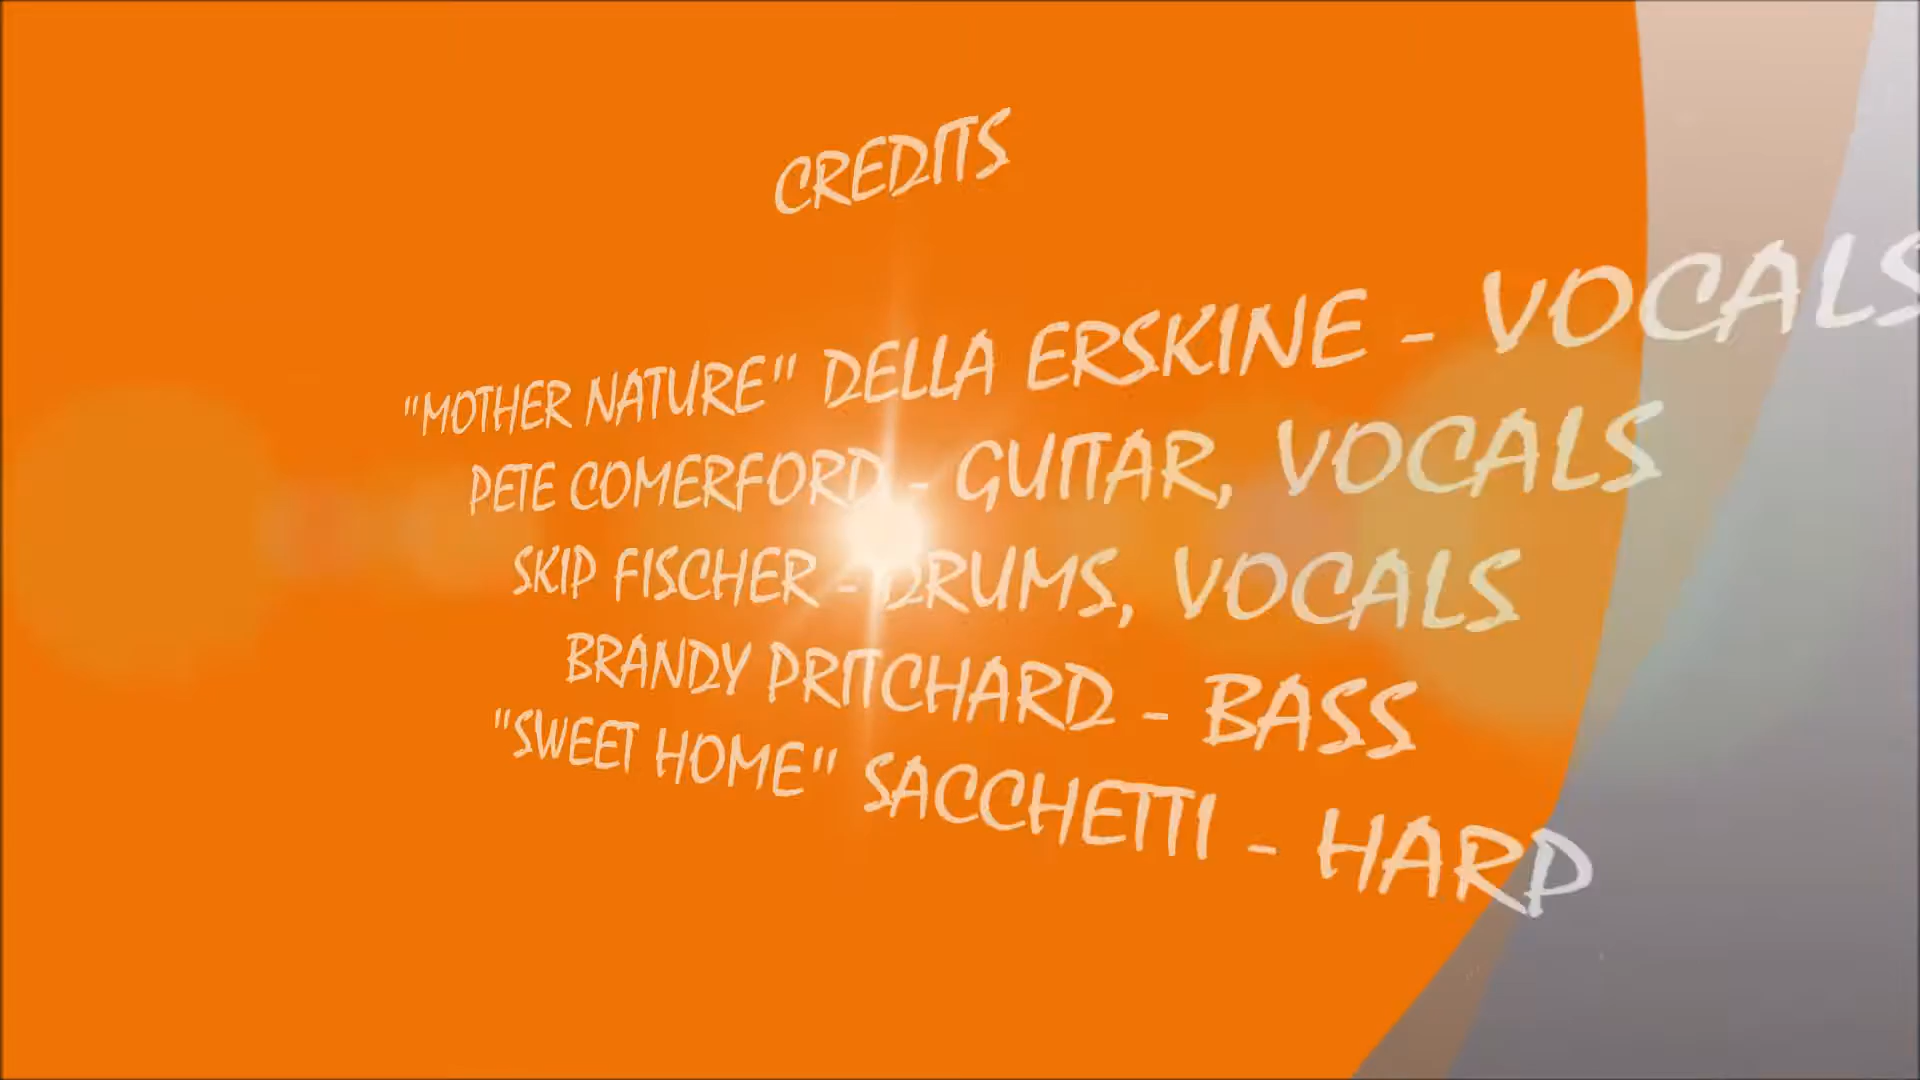 CREDITS
"MOTHER NATURE" DELLA ERSKINE - VOCALS
PETE COMERFORD - GUITAR, VOCALS
SKIP FISCHER - DRUMS, VOCALS
BRANDY PRITCHARD - BASS
"SWEET HOME" SACCHETTI - HARP